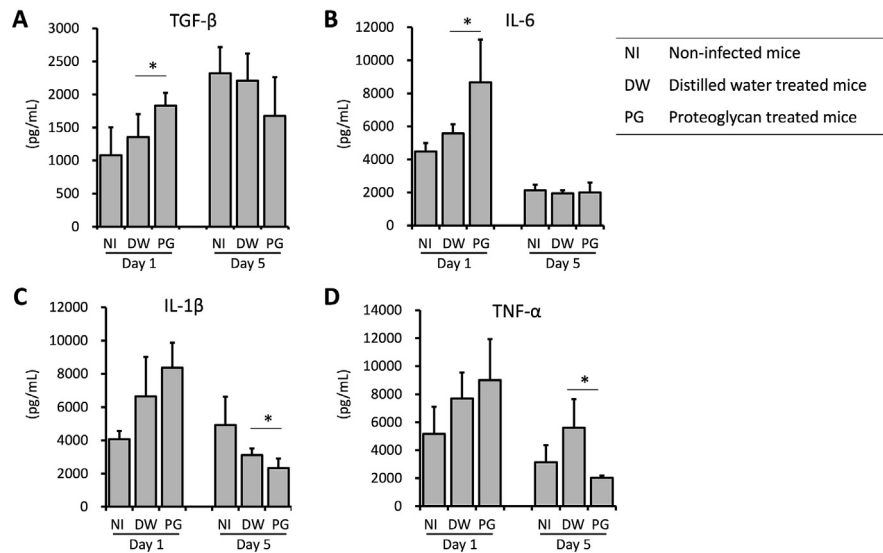 A
TGF-β
(pg/mL)
3000
2500
2000
1500
1000
500
0
*
NI DW PG NI DW PG
Day 1 Day 5
B
IL-6
(pg/mL)
12000
10000
8000
6000
4000
2000
0
*
NI DW PG NI DW PG
Day 1 Day 5
NI Non-infected mice
DW Distilled water treated mice
PG Proteoglycan treated mice
C
IL-1β
(pg/mL)
12000
10000
8000
6000
4000
2000
0
*
NI DW PG NI DW PG
Day 1 Day 5
D
TNF-α
(pg/mL)
14000
12000
10000
8000
6000
4000
2000
0
*
NI DW PG NI DW PG
Day 1 Day 5